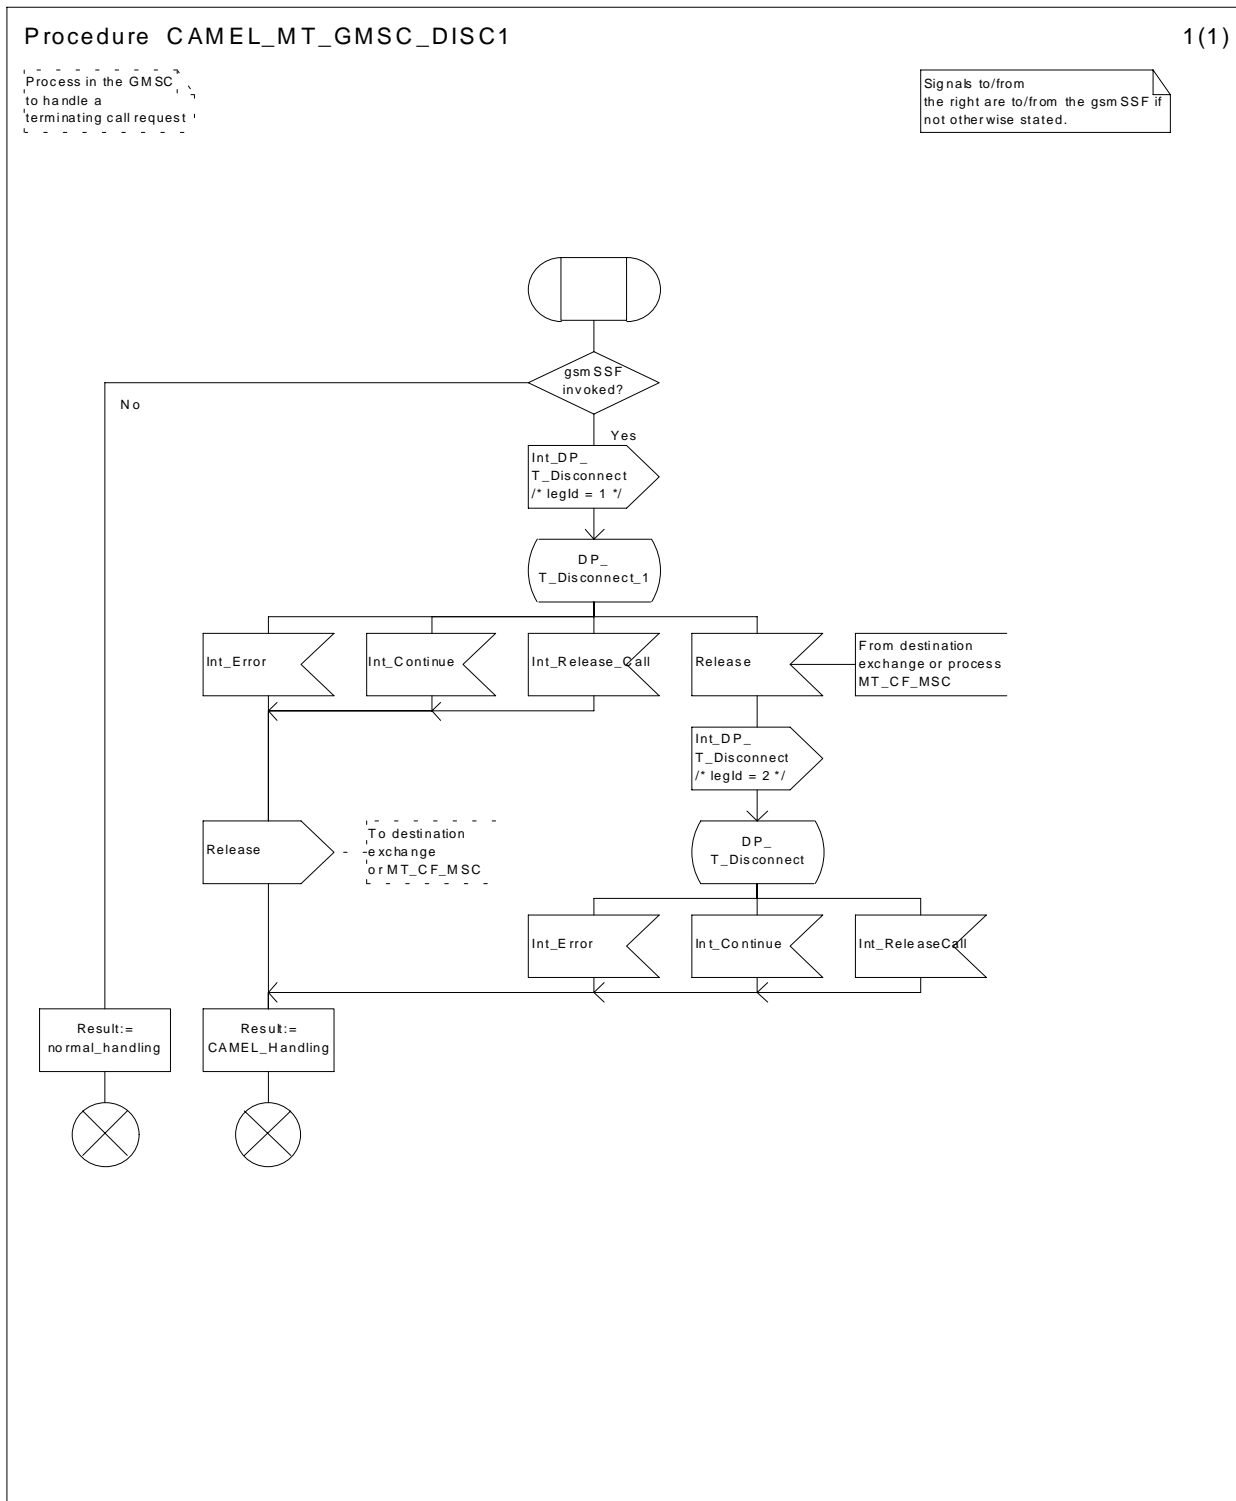 Procedure CAMEL_MT_GMSC_DISC1
1(1)
Process in the GMSC
to handle a
terminating call request
Signals to/from
the right are to/from the gsmSSF if
not otherwise stated.
gsmSSF
invoked?
No
Yes
Int_DP_
T_Disconnect
/* legId = 1 */
DP_
T_Disconnect_1
Int_Error
Int_Continue
Int_Release_Call
Release
From destination
exchange or process
MT_CF_MSC
Int_DP_
T_Disconnect
/* legId = 2 */
Release
To destination
exchange
or MT_CF_MSC
DP_
T_Disconnect
Int_Error
Int_Continue
Int_ReleaseCall
Result:=
normal_handling
Result:=
CAMEL_Handling